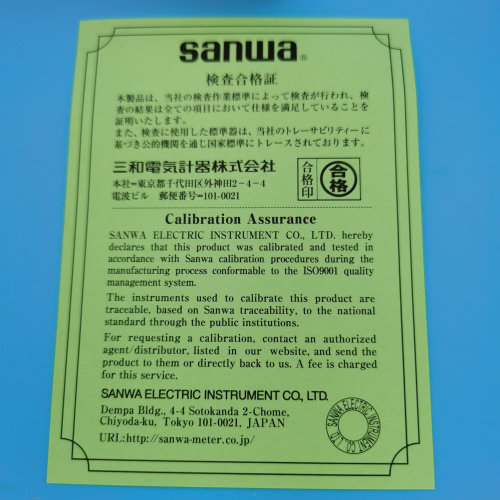 sanwa®
検査合格証
本製品は、当社の検査作業標準によって検査が行われ、検
査の結果は全ての項目において仕様を満足していることを
証明いたします。
また、検査に使用した標準器は、当社のトレーサビリティーに
基づき公的機関を通じ国家標準にトレースされております。
三和電気計器株式会社
本社=東京都千代田区外神田2-4-4
電波ビル 郵便番号=101-0021
合格印
合格
Calibration Assurance
SANWA ELECTRIC INSTRUMENT CO., LTD. hereby
declares that this product was calibrated and tested in
accordance with Sanwa calibration procedures during the
manufacturing process conformable to the ISO9001 quality
management system.
The instruments used to calibrate this product are
traceable, based on Sanwa traceability, to the national
standard through the public institutions.
For requesting a calibration, contact an authorized
agent/distributor, listed in our website, and send the
product to them or directly back to us. A fee is charged
for this service.
SANWA ELECTRIC INSTRUMENT CO., LTD.
Dempa Bldg., 4-4 Sotokanda 2-Chome,
Chiyoda-ku, Tokyo 101-0021, JAPAN
URL:http://sanwa-meter.co.jp/
SANWA ELECTRIC INSTRUMENT CO., LTD.